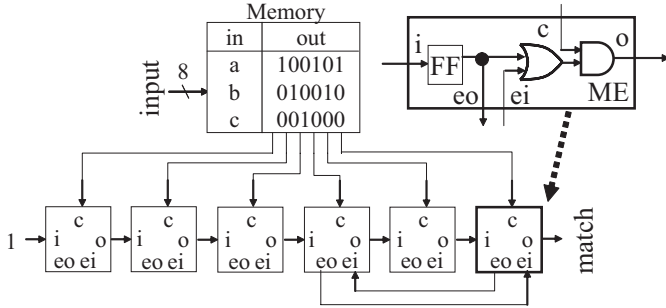 Memory
in out
a 100101
b 010010
c 001000
input
8
i FF eo ei c o ME
1
i c o eo ei
i c o eo ei
i c o eo ei
i c o eo ei
i c o eo ei
i c o eo ei
match